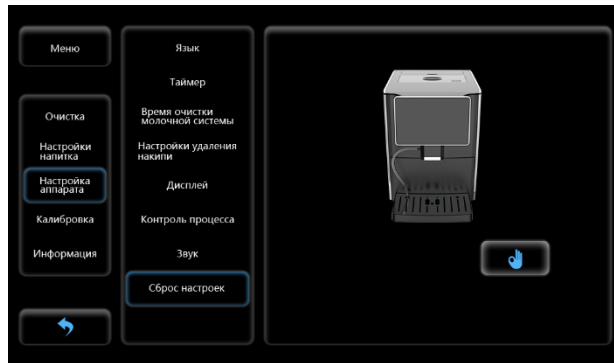 Меню
Очистка
Настройки
напитка
Настройка
аппарата
Калибровка
Информация
Язык
Таймер
Время очистки
молочной системы
Настройки удаления
накипи
Дисплей
Контроль процесса
Звук
Сброс настроек